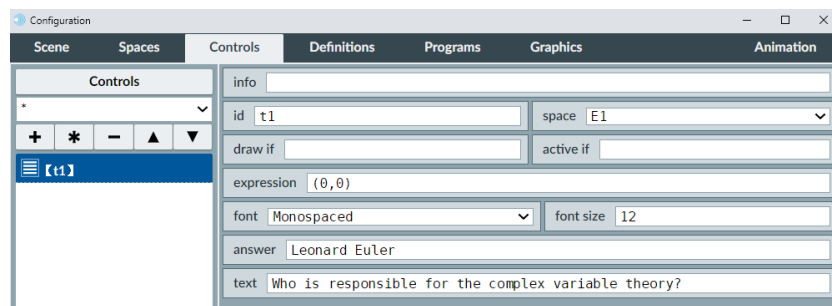 Configuration
Scene Spaces Controls Definitions Programs Graphics Animation
Controls
info
*
id t1 space E1
draw if active if
【t1】
expression (0,0)
font Monospaced font size 12
answer Leonard Euler
text Who is responsible for the complex variable theory?